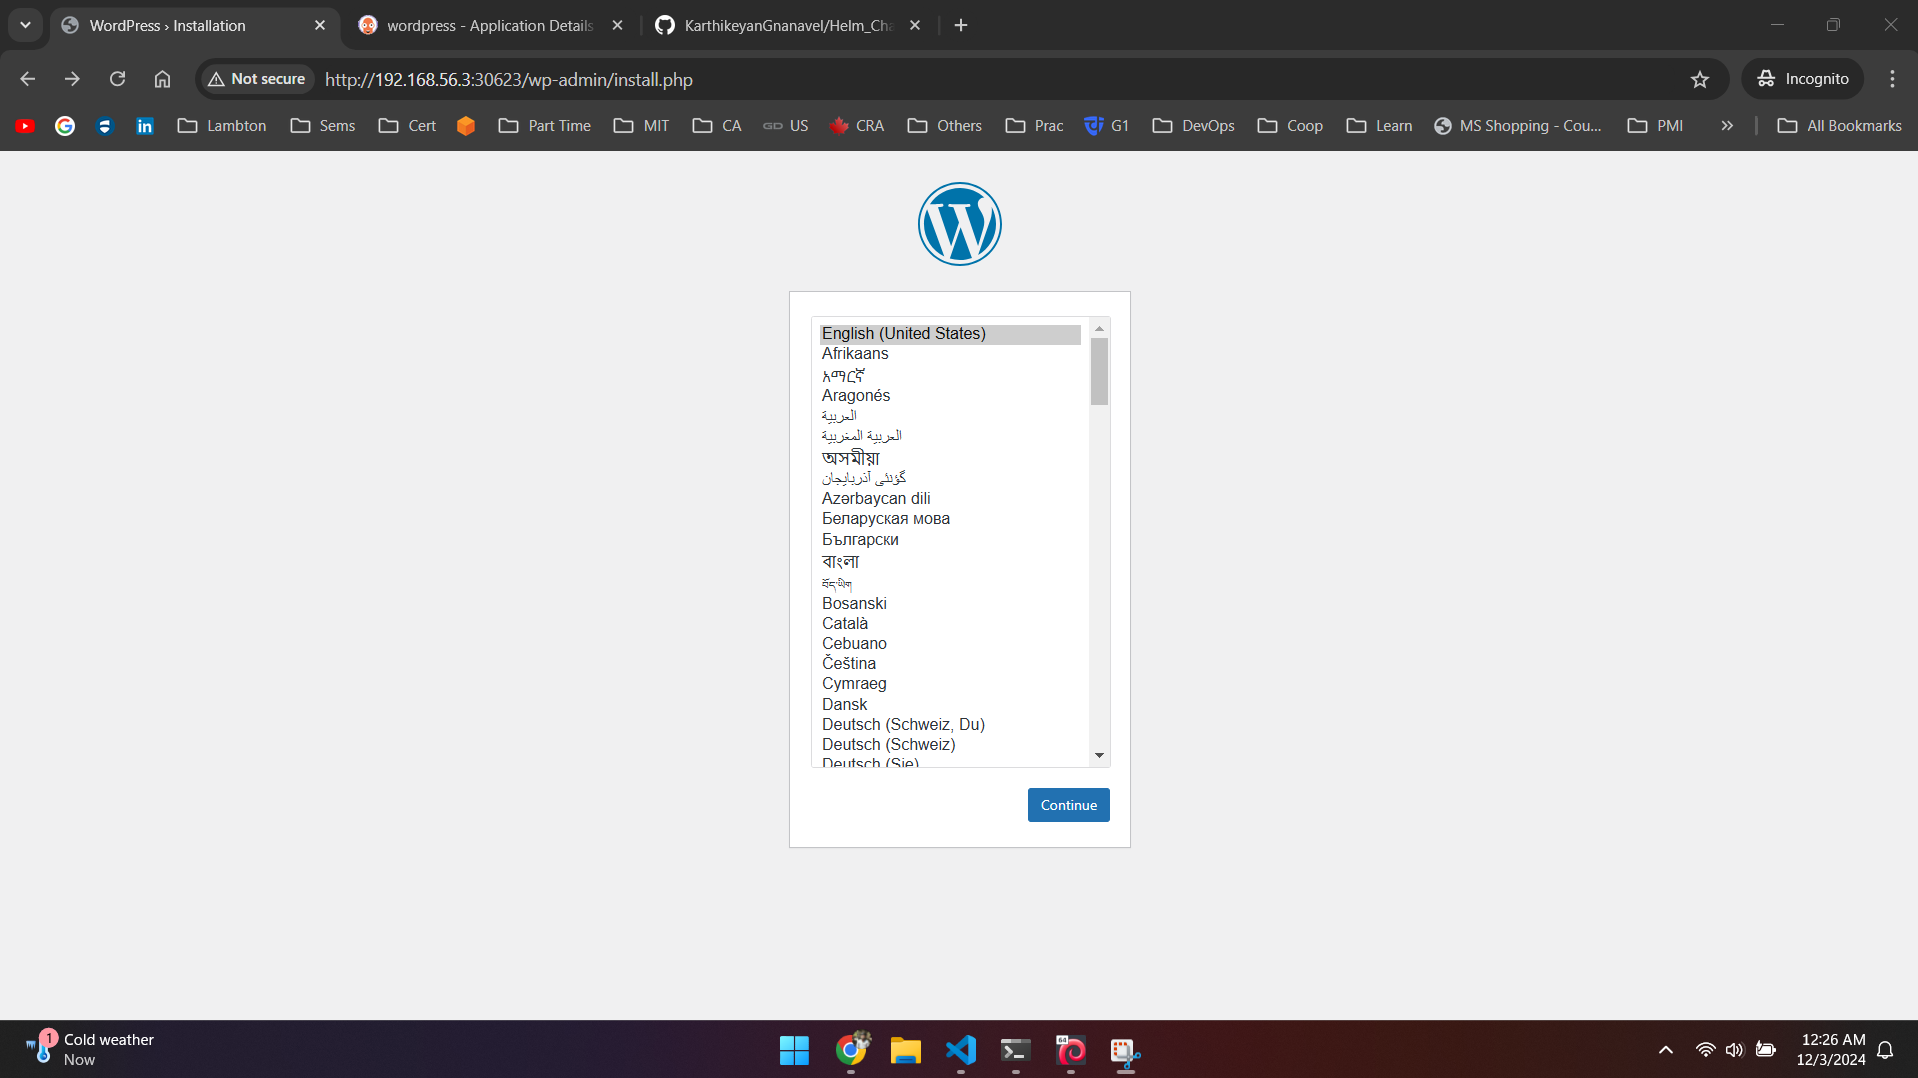 WordPress › Installation
wordpress - Application Details
KarthikeyanGnanavel/Helm_Cha
Not secure
http://192.168.56.3:30623/wp-admin/install.php
Incognito
Lambton
Sems
Cert
Part Time
MIT
CA
GD US
CRA
Others
Prac
G1
DevOps
Coop
Learn
MS Shopping - Cou...
PMI
All Bookmarks
English (United States)
Afrikaans
አማርኛ
Aragonés
العربية
العربية المغربية
অসমীয়া
گؤنئی آذربایجان
Azərbaycan dili
Беларуская мова
Български
বাংলা
བོད་ཡིག
Bosanski
Català
Cebuano
Čeština
Cymraeg
Dansk
Deutsch (Schweiz, Du)
Deutsch (Schweiz)
Deutsch (Sie)
Continue
1
Cold weather
Now
64
12:26 AM
12/3/2024